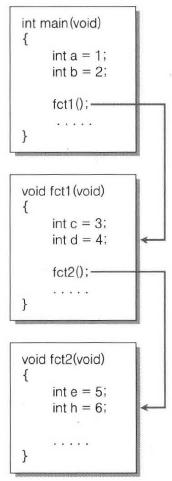 int main(void)
{
int a = 1;
int b = 2;
fct1();
. . . . .
}
void fct1(void)
{
int c = 3;
int d = 4;
fct2();
. . . . .
}
void fct2(void)
{
int e = 5;
int h = 6;
. . . . .
}